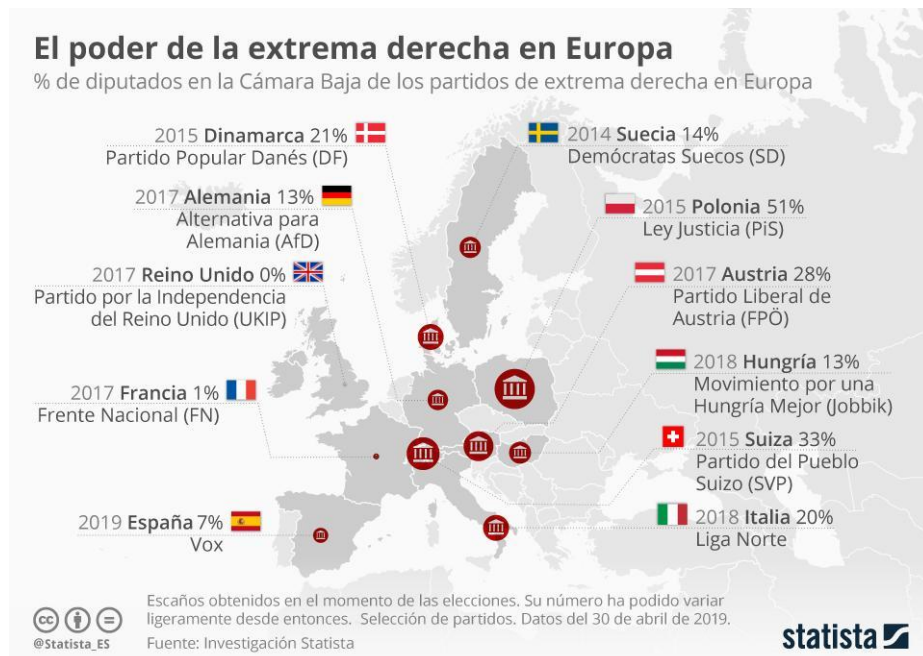 El poder de la extrema derecha en Europa
% de diputados en la Cámara Baja de los partidos de extrema derecha en Europa
2015 Dinamarca 21%
Partido Popular Danés (DF)
2014 Suecia 14%
Demócratas Suecos (SD)
2017 Alemania 13%
Alternativa para
Alemania (AfD)
2015 Polonia 51%
Ley Justicia (PiS)
2017 Reino Unido 0%
Partido por la Independencia
del Reino Unido (UKIP)
2017 Austria 28%
Partido Liberal de
Austria (FPÖ)
2017 Francia 1%
Frente Nacional (FN)
2018 Hungría 13%
Movimiento por una
Hungría Mejor (Jobbik)
2015 Suiza 33%
Partido del Pueblo
Suizo (SVP)
2019 España 7%
Vox
2018 Italia 20%
Liga Norte
Escaños obtenidos en el momento de las elecciones. Su número ha podido variar
ligeramente desde entonces. Selección de partidos. Datos del 30 de abril de 2019.
Fuente: Investigación Statista
cc
@Statista_ES
statista